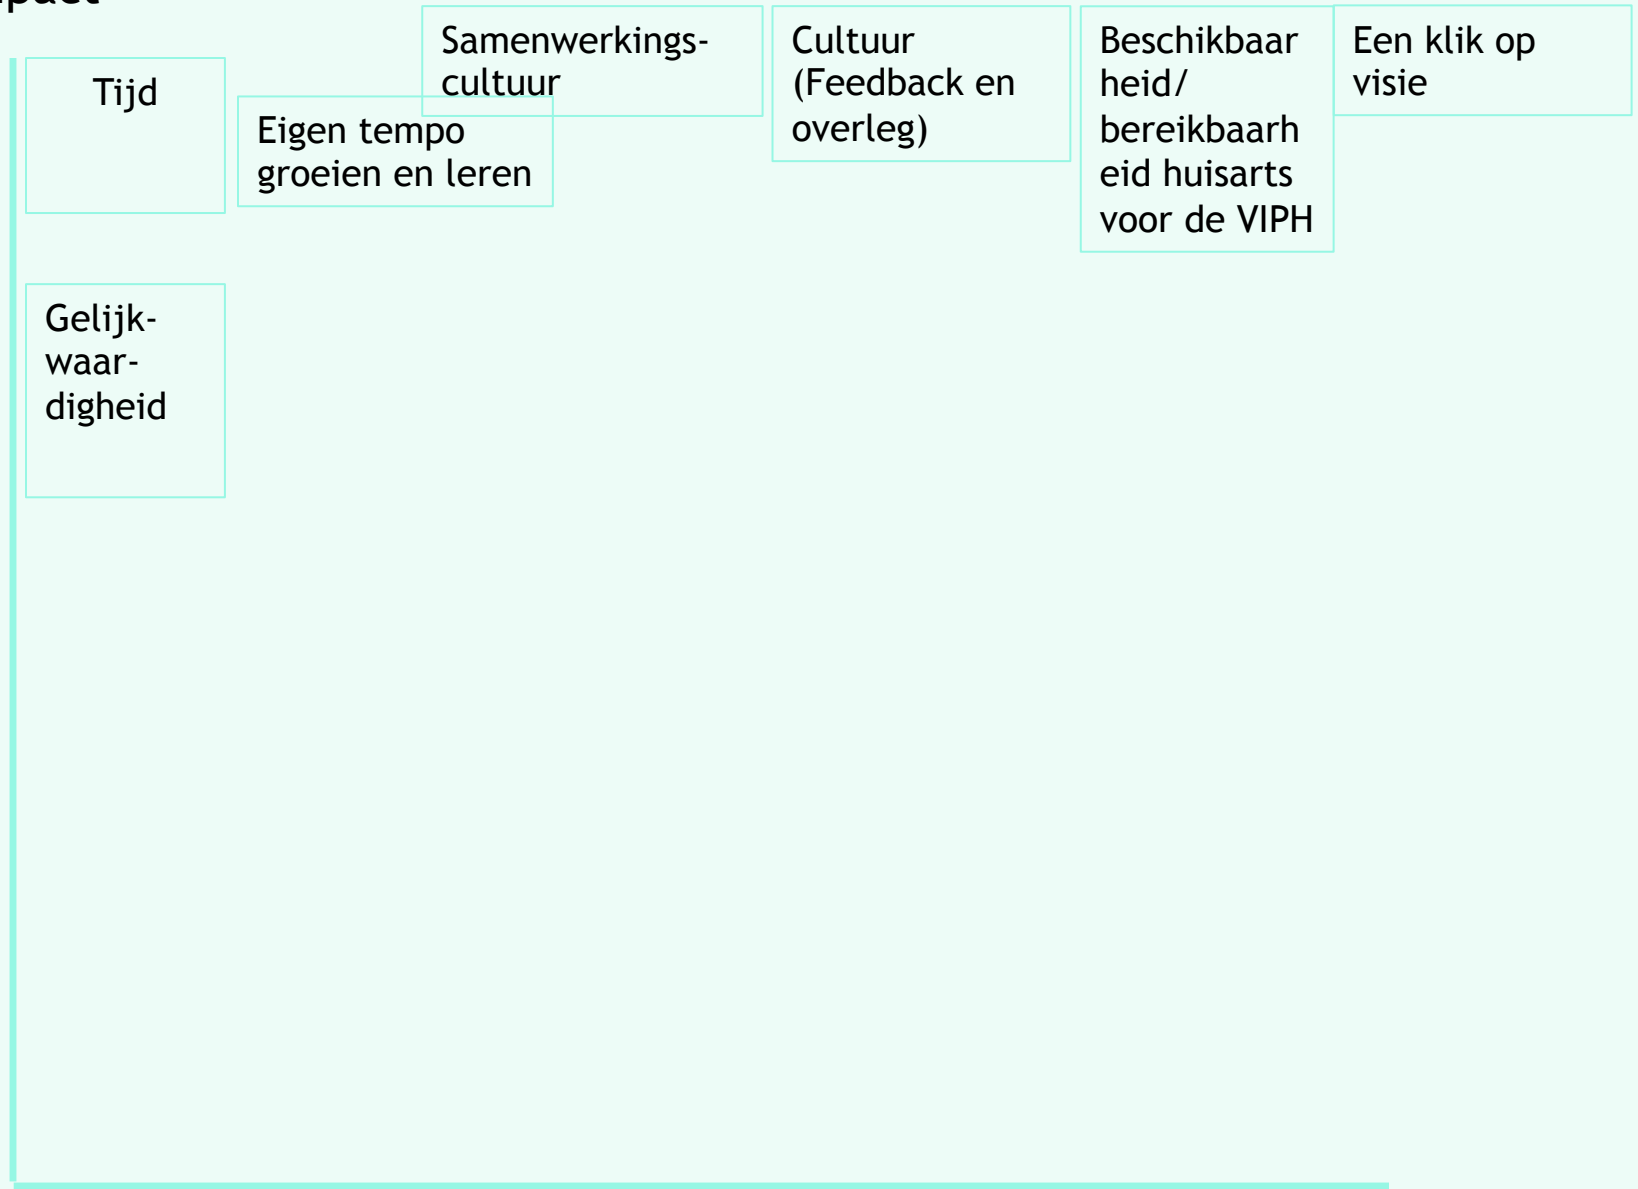 Tijd
Eigen tempo
groeien en leren
Samenwerkings-
cultuur
Cultuur
(Feedback en
overleg)
Beschikbaar
heid/
bereikbaarh
eid huisarts
voor de VIPH
Een klik op
visie
Gelijk-
waar-
digheid